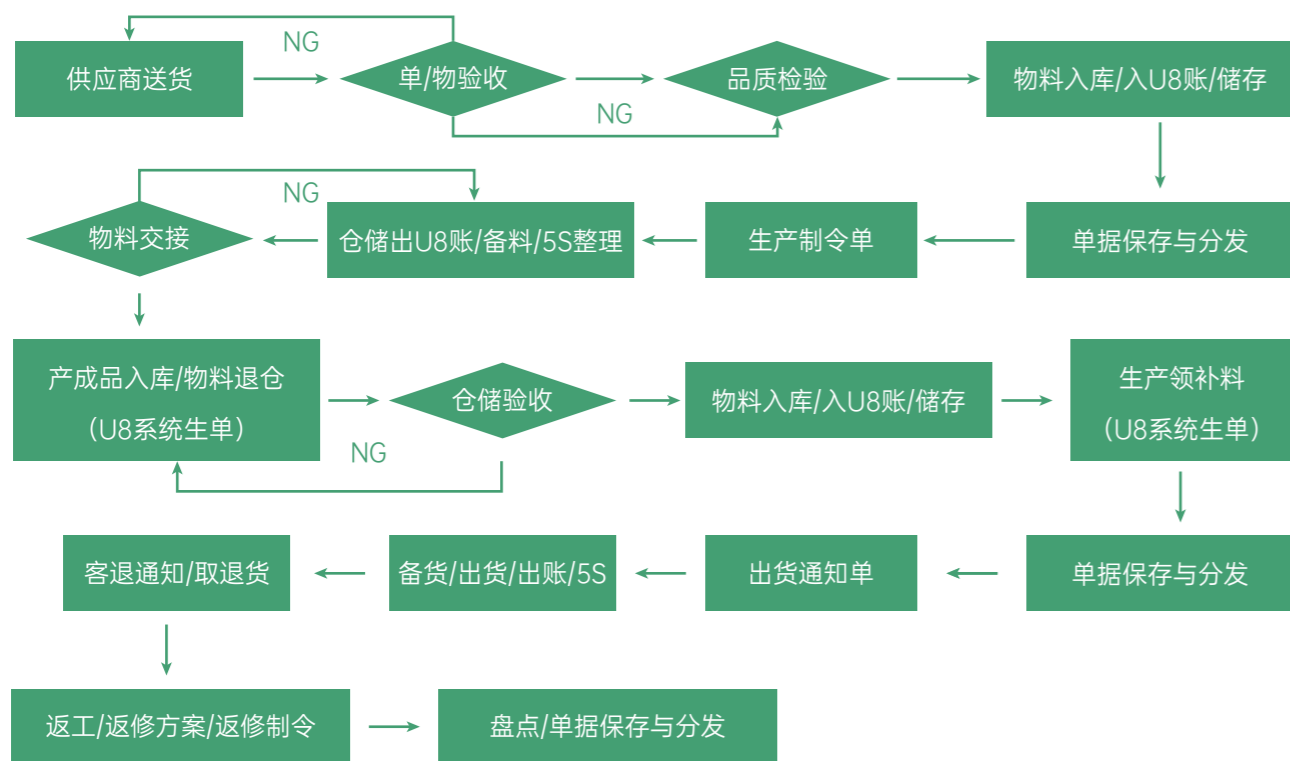 NG
供应商送货
单/物验收
品质检验
物料入库/入U8账/储存
NG
NG
物料交接
仓储出U8账/备料/5S整理
生产制令单
单据保存与分发
产成品入库/物料退仓
（U8系统生单）
仓储验收
物料入库/入U8账/储存
生产领补料
（U8系统生单）
NG
客退通知/取退货
备货/出货/出账/5S
出货通知单
单据保存与分发
返工/返修方案/返修制令
盘点/单据保存与分发